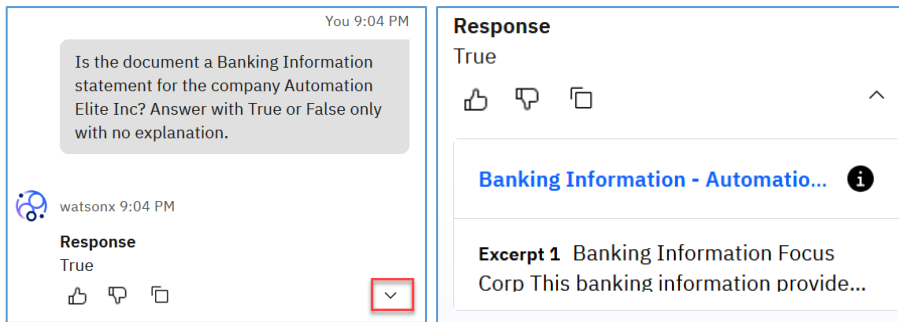 You 9:04 PM
Is the document a Banking Information
statement for the company Automation
Elite Inc? Answer with True or False only
with no explanation.
watsonx 9:04 PM
Response
True
Response
True
Banking Information - Automatio...
Excerpt 1 Banking Information Focus
Corp This banking information provide...